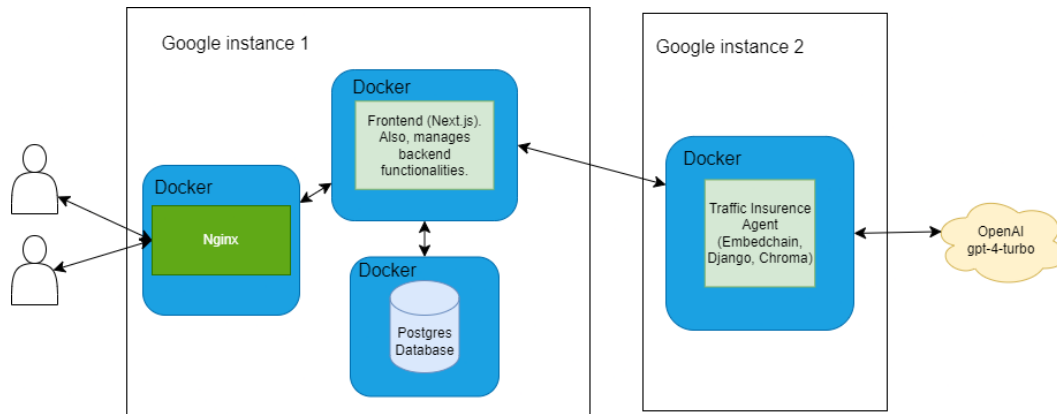 Google instance 1
Google instance 2
Docker
Frontend (Next.js).
Also, manages
backend
functionalities.
Docker
Nginx
Docker
Postgres
Database
Docker
Traffic Insurence
Agent
(Embedchain,
Django, Chroma)
OpenAI
gpt-4-turbo